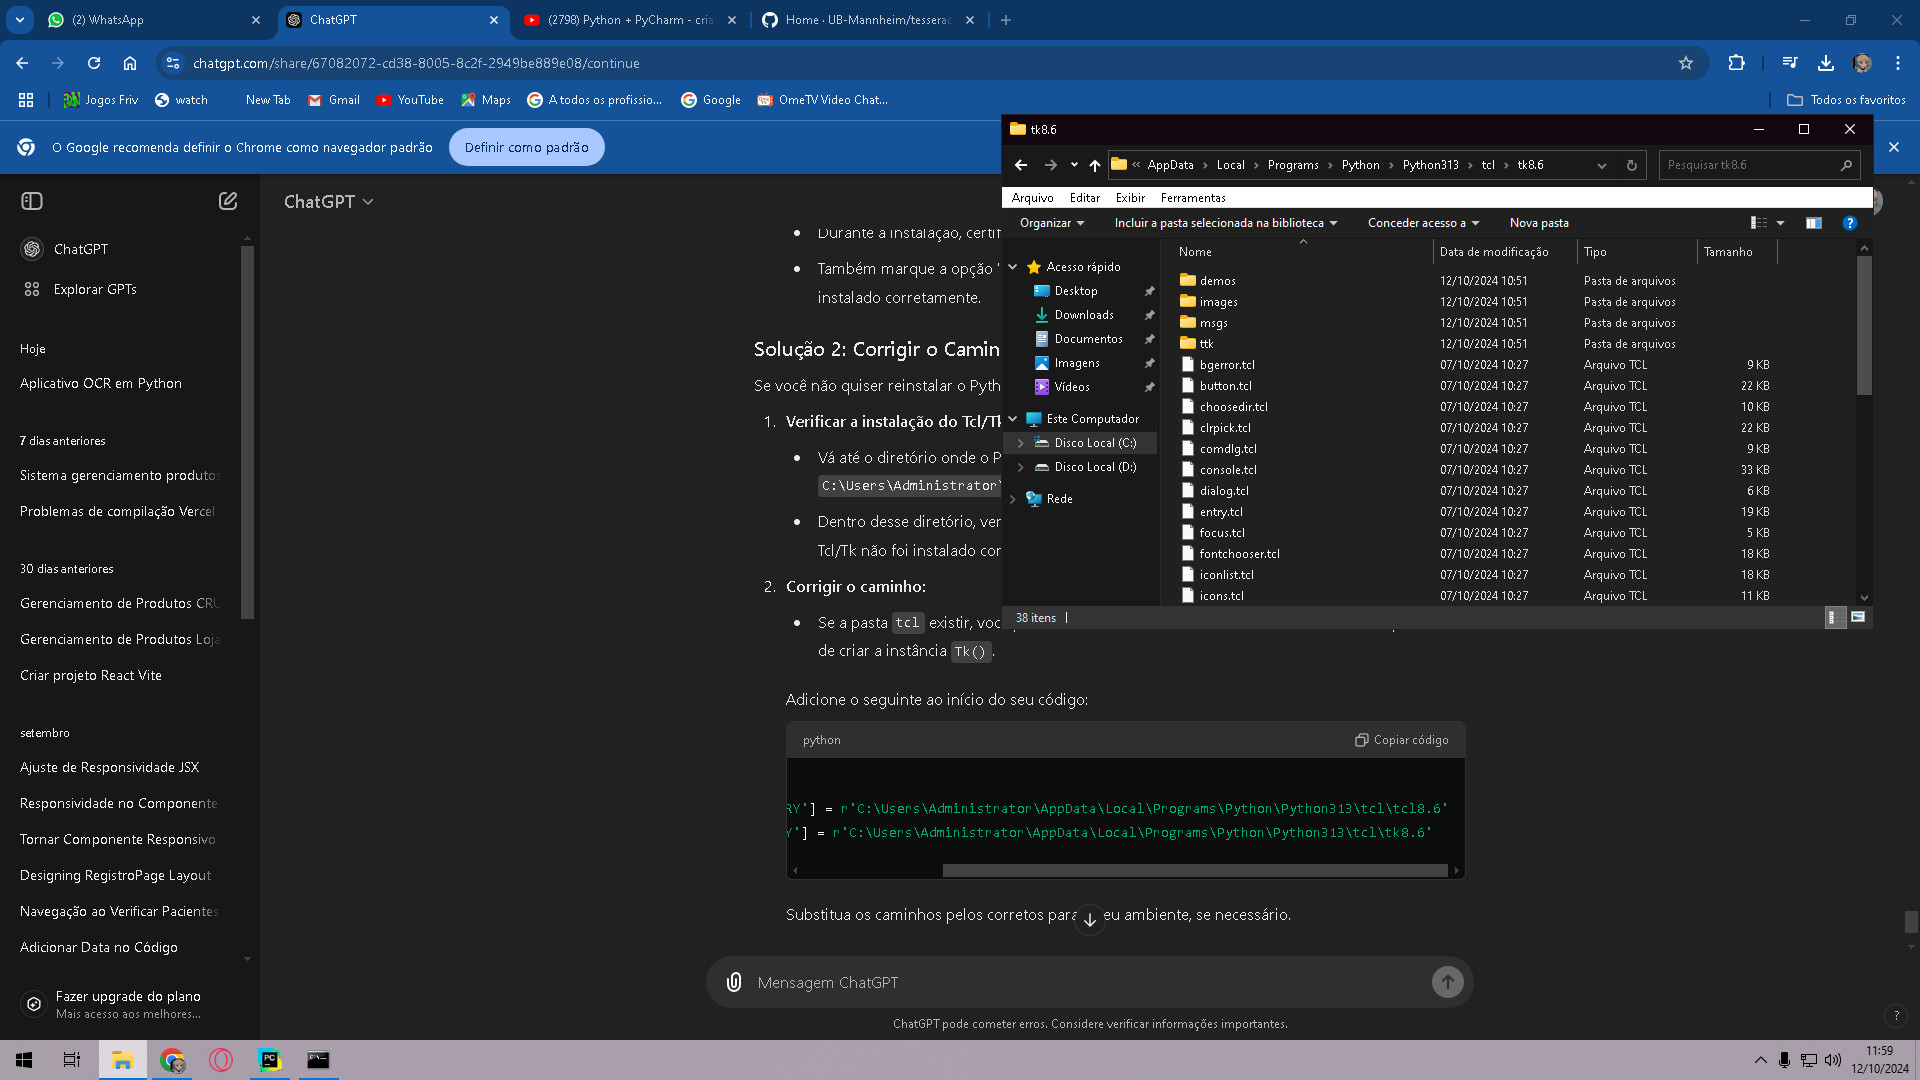 (2) WhatsApp
ChatGPT
(2798) Python + PyCharm - cria
Home · UB-Mannheim/tesserac
chatgpt.com/share/67082072-cd38-8005-8c2f-2949be889e08/continue
Jogos Friv
watch
New Tab
Gmail
YouTube
Maps
A todos os profissio...
Google
OmeTV Video Chat...
Todos os favoritos
O Google recomenda definir o Chrome como navegador padrão
Definir como padrão
ChatGPT
Explorar GPTs
Hoje
Aplicativo OCR em Python
7 dias anteriores
Sistema gerenciamento produtos
Problemas de compilação Vercel
30 dias anteriores
Gerenciamento de Produtos CRU
Gerenciamento de Produtos Loja
Criar projeto React Vite
setembro
Ajuste de Responsividade JSX
Responsividade no Componente
Tornar Componente Responsivo
Designing RegistroPage Layout
Navegação ao Verificar Pacientes
Adicionar Data no Código
Fazer upgrade do plano
Mais acesso aos melhores...
ChatGPT
Durante a instalação, certif
Também marque a opção "
instalado corretamente.
Solução 2: Corrigir o Camin
Se você não quiser reinstalar o Pyth
1. Verificar a instalação do Tcl/Tk
Vá até o diretório onde o P
C:\Users\Administrator\
Dentro desse diretório, ver
Tcl/Tk não foi instalado cor
2. Corrigir o caminho:
Se a pasta tcl existir, voc
de criar a instância Tk().
Adicione o seguinte ao início do seu código:
python
Copiar código
RY'] = r'C:\Users\Administrator\AppData\Local\Programs\Python\Python313\tcl\tcl8.6'
Y'] = r'C:\Users\Administrator\AppData\Local\Programs\Python\Python313\tcl\tk8.6'
Substitua os caminhos pelos corretos para eu ambiente, se necessário.
Mensagem ChatGPT
ChatGPT pode cometer erros. Considere verificar informações importantes.
?
tk8.6
« AppData › Local › Programs › Python › Python313 › tcl › tk8.6
Pesquisar tk8.6
Arquivo Editar Exibir Ferramentas
Organizar
Incluir a pasta selecionada na biblioteca
Conceder acesso a
Nova pasta
?
Acesso rápido
Desktop
Downloads
Documentos
Imagens
Vídeos
Este Computador
Disco Local (C:)
Disco Local (D:)
Rede
Nome Data de modificação Tipo Tamanho
demos 12/10/2024 10:51 Pasta de arquivos
images 12/10/2024 10:51 Pasta de arquivos
msgs 12/10/2024 10:51 Pasta de arquivos
ttk 12/10/2024 10:51 Pasta de arquivos
bgerror.tcl 07/10/2024 10:27 Arquivo TCL 9 KB
button.tcl 07/10/2024 10:27 Arquivo TCL 22 KB
choosedir.tcl 07/10/2024 10:27 Arquivo TCL 10 KB
clrpick.tcl 07/10/2024 10:27 Arquivo TCL 22 KB
comdlg.tcl 07/10/2024 10:27 Arquivo TCL 9 KB
console.tcl 07/10/2024 10:27 Arquivo TCL 33 KB
dialog.tcl 07/10/2024 10:27 Arquivo TCL 6 KB
entry.tcl 07/10/2024 10:27 Arquivo TCL 19 KB
focus.tcl 07/10/2024 10:27 Arquivo TCL 5 KB
fontchooser.tcl 07/10/2024 10:27 Arquivo TCL 18 KB
iconlist.tcl 07/10/2024 10:27 Arquivo TCL 18 KB
icons.tcl 07/10/2024 10:27 Arquivo TCL 11 KB
38 itens
PC
11:59
12/10/2024